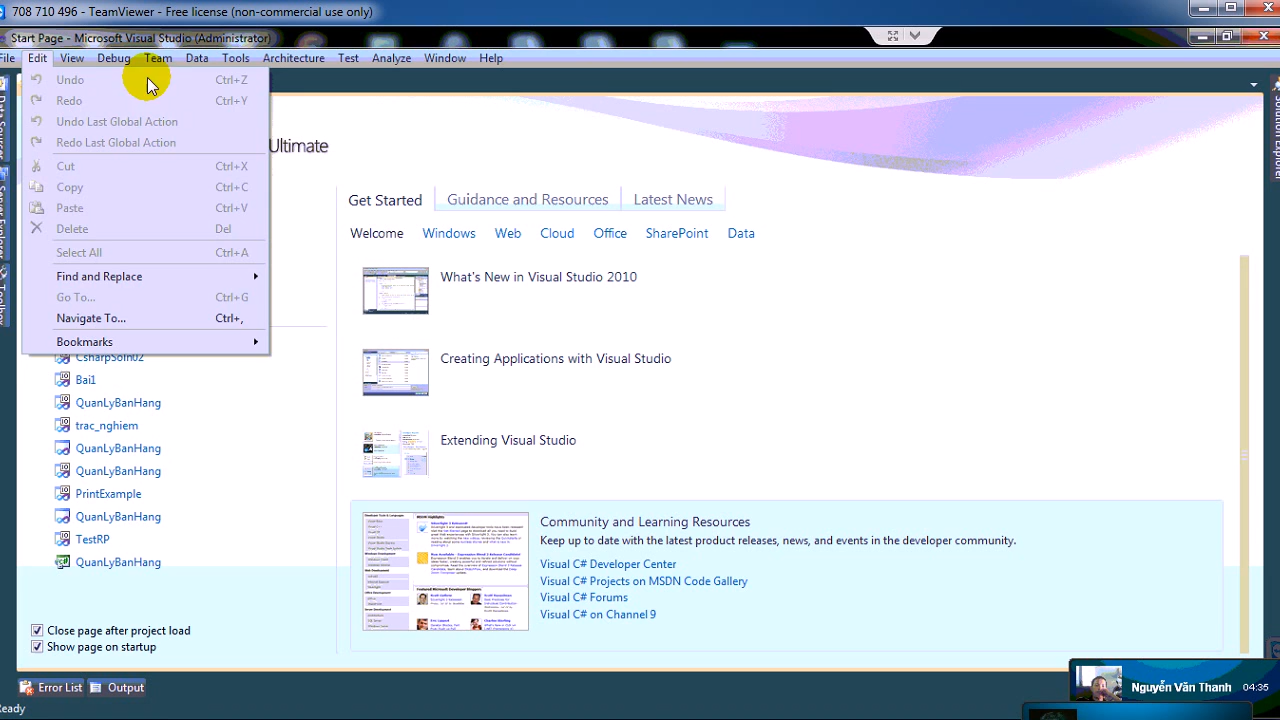 708 710 496 - TeamViewer - Free license (non-commercial use only)
Start Page - Microsoft Visual Studio (Administrator)
File Edit View Debug Team Data Tools Architecture Test Analyze Window Help
Undo Ctrl+Z
Redo Ctrl+Y
Undo Last Global Action
Redo Last Global Action
Cut Ctrl+X
Copy Ctrl+C
Paste Ctrl+V
Delete Del
Select All Ctrl+A
Find and Replace
Go To... Ctrl+G
Navigate To... Ctrl+,
Bookmarks
Ultimate
CsharpSoln02
Bai1
QuanLyBanHang
trac_nghiem
QuanLyBanHang
QuanLyBanHang
PrintExample
QuanLyBanHang
TestRP
QuanLyBanHang
Close page after project load
Show page on startup
Get Started Guidance and Resources Latest News
Welcome Windows Web Cloud Office SharePoint Data
What's New in Visual Studio 2010
Creating Applications with Visual Studio
Extending Visual Studio
Community and Learning Resources
Keep up to date with the latest product releases, news, and events in the developer community.
Visual C# Developer Center
Visual C# Projects on MSDN Code Gallery
Visual C# Forums
Visual C# on Channel 9
Solution Explorer
Error List Output
Ready
Nguyễn Văn Thanh 04:35